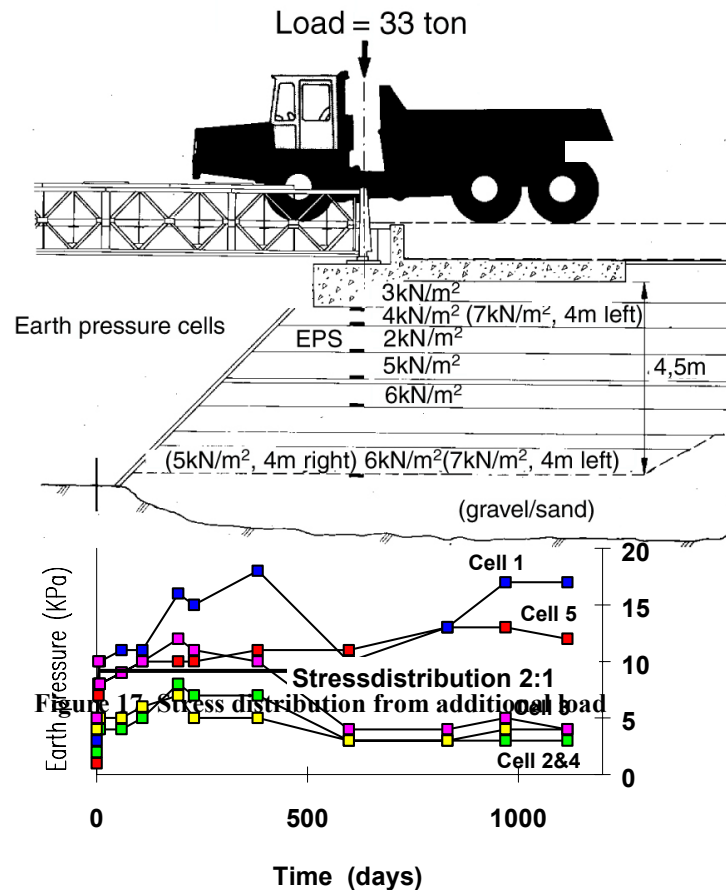 Load = 33 ton
3kN/m²
4kN/m² (7kN/m², 4m left)
Earth pressure cells
EPS
2kN/m²
5kN/m²
4,5m
6kN/m²
(5kN/m², 4m right) 6kN/m²(7kN/m², 4m left)
(gravel/sand)
20
Cell 1
15
Cell 5
10
Stressdistribution 2:1
Figure 17. Stress distribution from additional load
Cell 3
5
Cell 2&4
0
Earth pressure (KPa)
0 500 1000
Time (days)